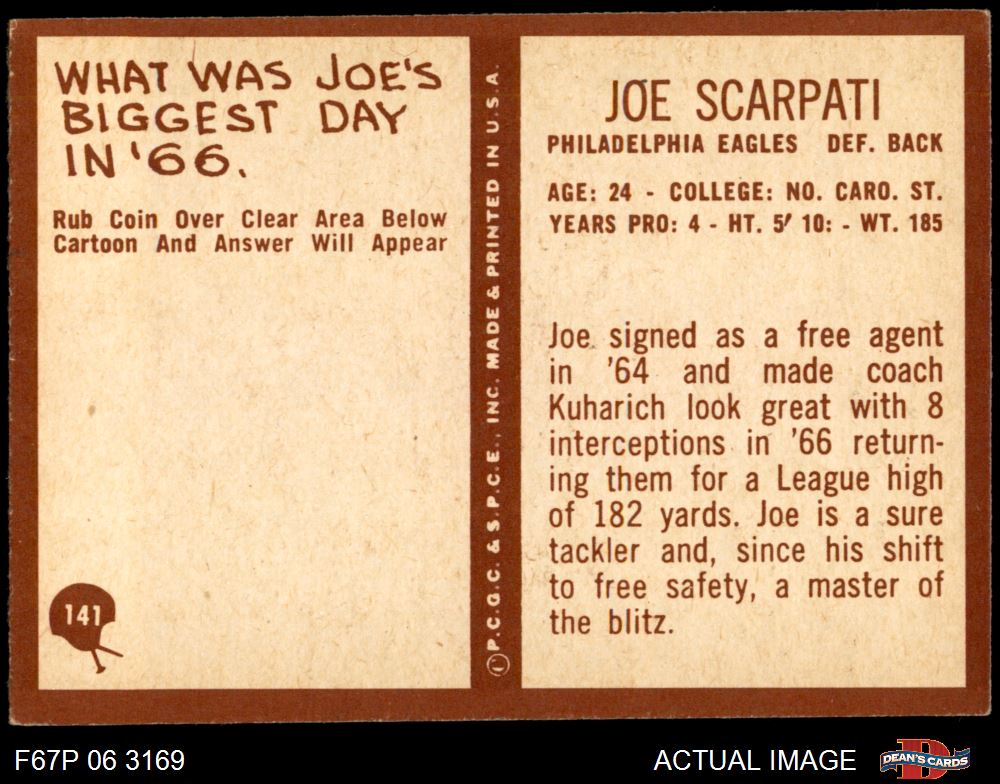 WHAT WAS JOE'S
BIGGEST DAY
IN '66.
Rub Coin Over Clear Area Below
Cartoon And Answer Will Appear
141
©P.C.G.C. & S.P.C.E., INC. MADE & PRINTED IN U.S.A.
JOE SCARPATI
PHILADELPHIA EAGLES DEF. BACK
AGE: 24 - COLLEGE: NO. CARO. ST.
YEARS PRO: 4 - HT. 5' 10: - WT. 185
Joe signed as a free agent
in '64 and made coach
Kuharich look great with 8
interceptions in '66 return-
ing them for a League high
of 182 yards. Joe is a sure
tackler and, since his shift
to free safety, a master of
the blitz.
F67P 06 3169
ACTUAL IMAGE
D
DEAN'S CARDS